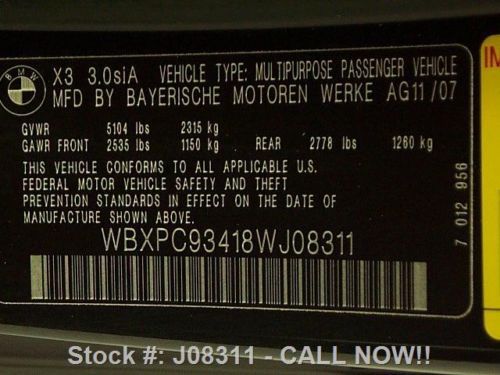 BMW
X3 3.0siA VEHICLE TYPE: MULTIPURPOSE PASSENGER VEHICLE
MFD BY BAYERISCHE MOTOREN WERKE AG11/07
GVWR 5104 lbs 2315 kg
GAWR FRONT 2535 lbs 1150 kg REAR 2778 lbs 1260 kg
THIS VEHICLE CONFORMS TO ALL APPLICABLE U.S.
FEDERAL MOTOR VEHICLE SAFETY AND THEFT
PREVENTION STANDARDS IN EFFECT ON THE DATE OF
MANUFACTURE SHOWN ABOVE.
WBXPC93418WJ08311
7 012 956
Stock #: J08311 - CALL NOW!!